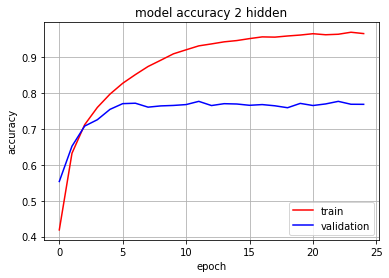 model accuracy 2 hidden
accuracy
0.9
0.8
0.7
0.6
0.5
0.4
0 5 10 15 20 25
epoch
train
validation